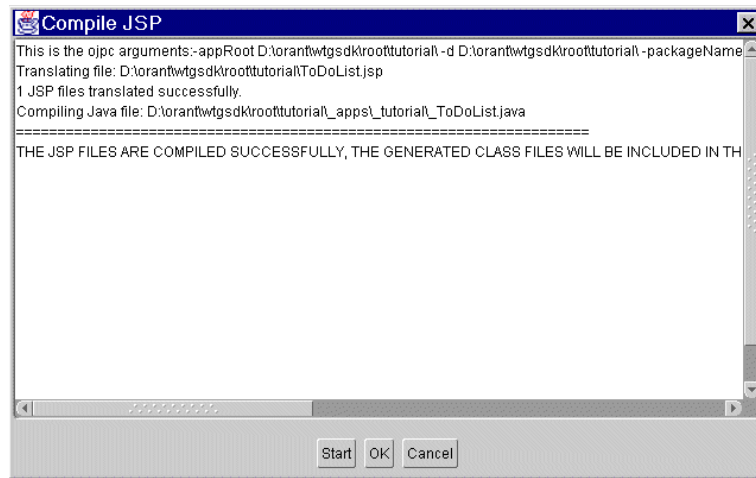 Compile JSP
This is the ojpc arguments:-appRoot D:\orant\wtgsdk\root\tutorial\ -d D:\orant\wtgsdk\root\tutorial\ -packageName
Translating file: D:\orant\wtgsdk\root\tutorial\ToDoList.jsp
1 JSP files translated successfully.
Compiling Java file: D:\orant\wtgsdk\root\tutorial\_apps\_tutorial\_ToDoList.java
=====================================================================
THE JSP FILES ARE COMPILED SUCCESSFULLY, THE GENERATED CLASS FILES WILL BE INCLUDED IN TH
Start OK Cancel